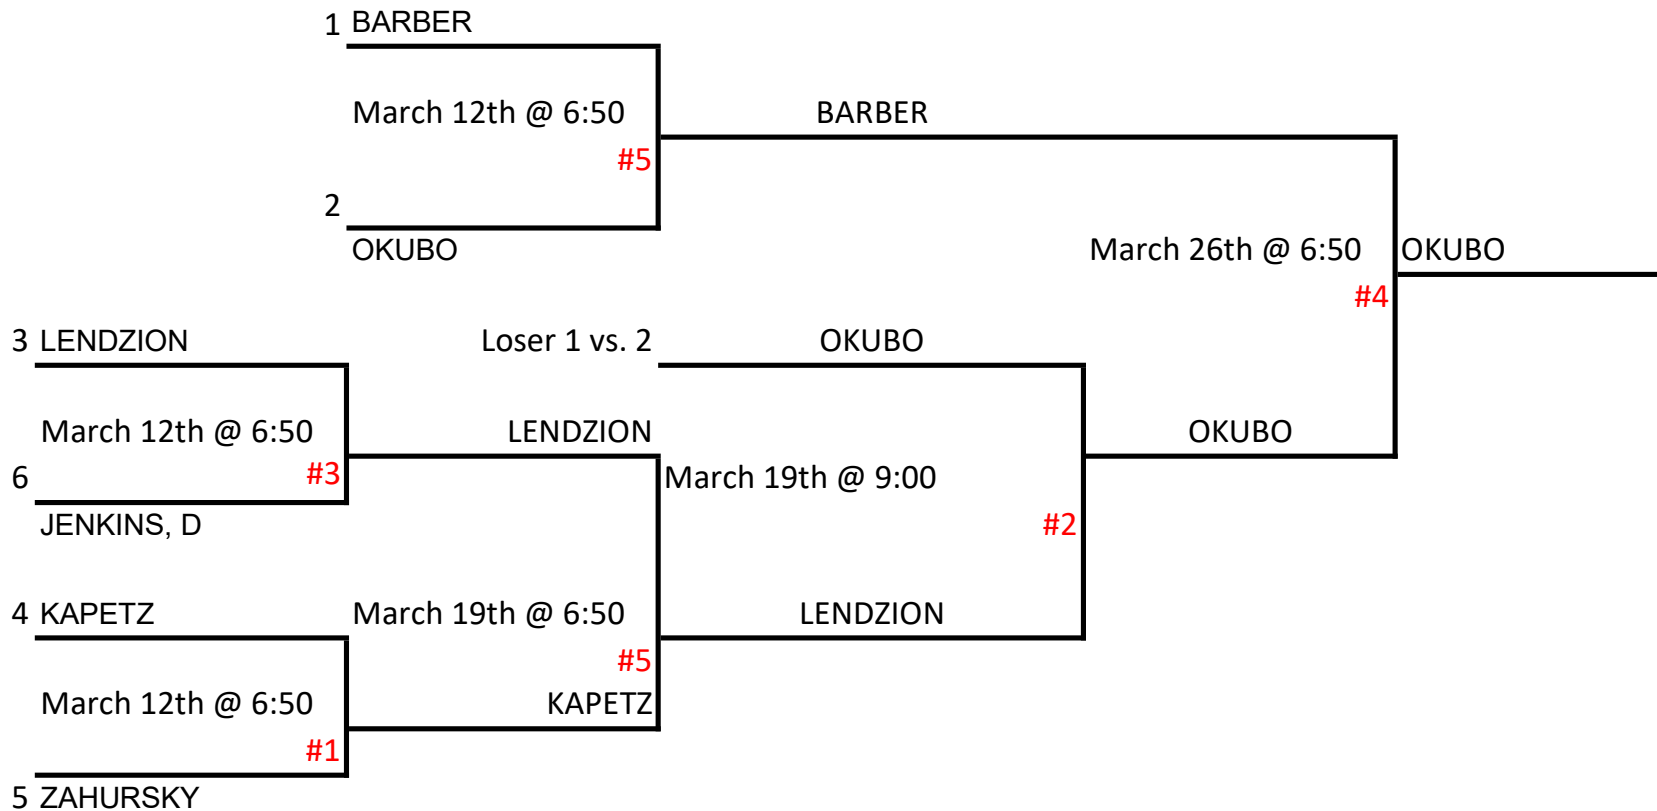 1 BARBER
March 12th @ 6:50
BARBER
#5
2
OKUBO
March 26th @ 6:50
OKUBO
#4
3 LENDZION
Loser 1 vs. 2
OKUBO
March 12th @ 6:50
LENDZION
OKUBO
6
#3
March 19th @ 9:00
JENKINS, D
#2
4 KAPETZ
March 19th @ 6:50
LENDZION
#5
March 12th @ 6:50
KAPETZ
#1
5 ZAHURSKY